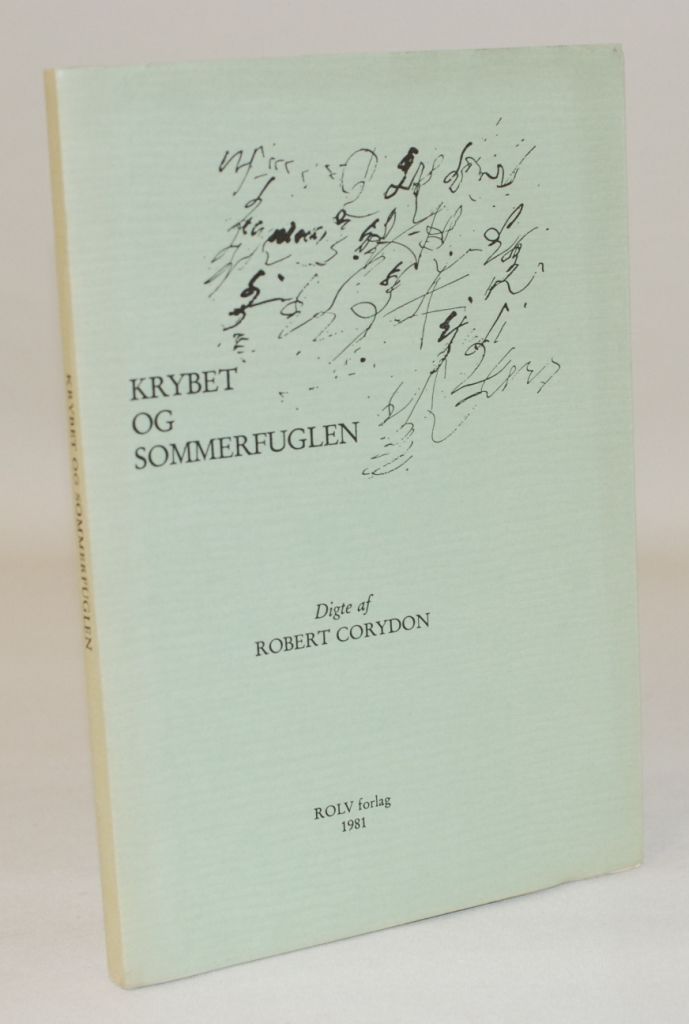 KRYBET
OG
SOMMERFUGLEN
Digte af
ROBERT CORYDON
ROLV forlag
1981
KRYBET OG SOMMERFUGLEN